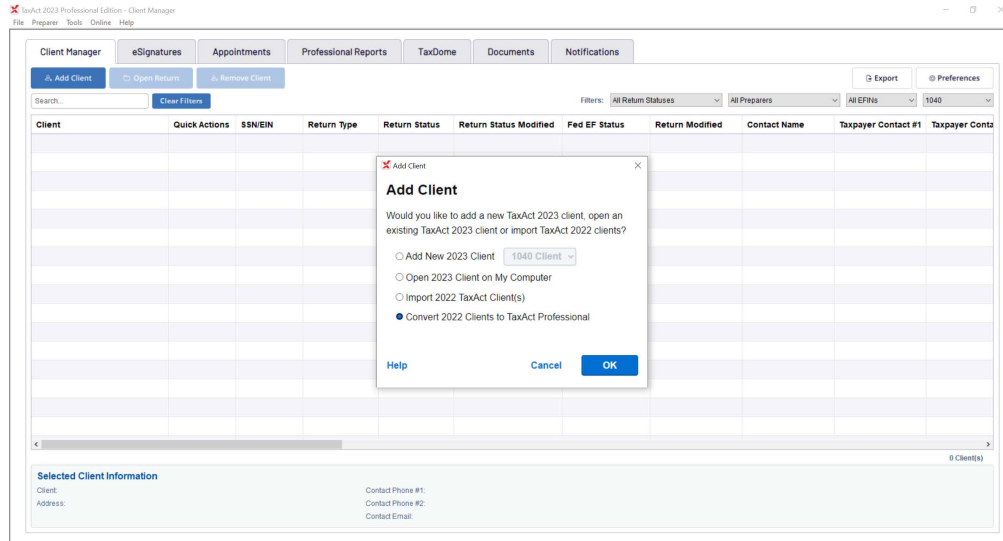 TaxAct 2023 Professional Edition - Client Manager
File Preparer Tools Online Help
Client Manager eSignatures Appointments Professional Reports TaxDome Documents Notifications
Add Client Open Return Remove Client Export Preferences
Search... Clear Filters Filters: All Return Statuses All Preparers All EFINs 1040
Client Quick Actions SSN/EIN Return Type Return Status Return Status Modified Fed EF Status Return Modified Contact Name Taxpayer Contact #1 Taxpayer Conta
Add Client
Add Client
Would you like to add a new TaxAct 2023 client, open an
existing TaxAct 2023 client or import TaxAct 2022 clients?
Add New 2023 Client 1040 Client
Open 2023 Client on My Computer
Import 2022 TaxAct Client(s)
Convert 2022 Clients to TaxAct Professional
Help Cancel OK
0 Client(s)
Selected Client Information
Client: Contact Phone #1:
Address: Contact Phone #2:
Contact Email: